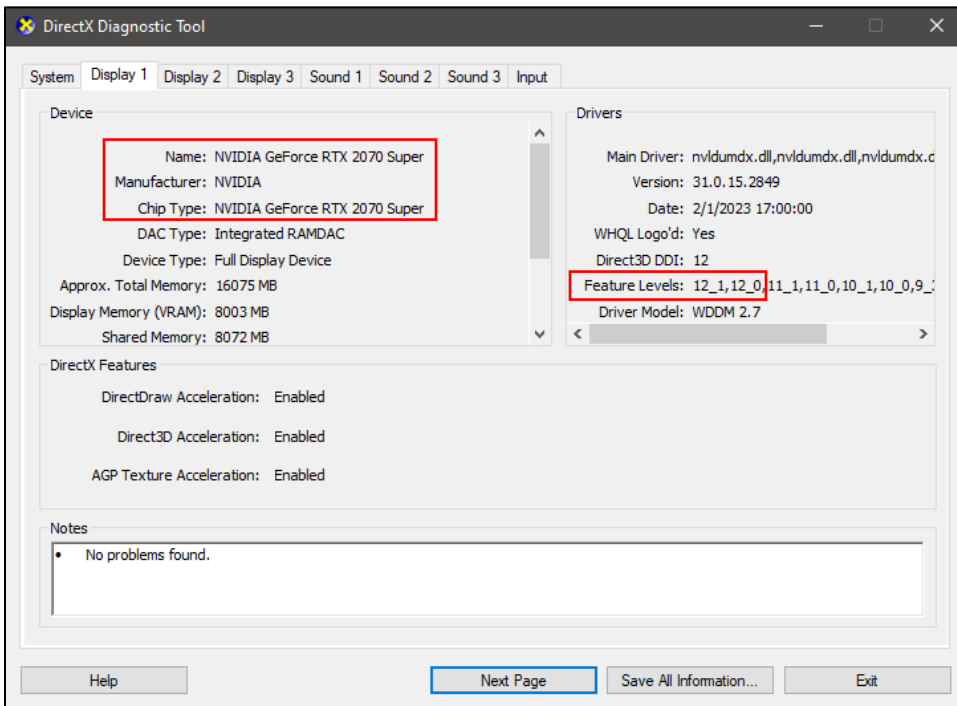 DirectX Diagnostic Tool
System Display 1 Display 2 Display 3 Sound 1 Sound 2 Sound 3 Input
Device
Name: NVIDIA GeForce RTX 2070 Super
Manufacturer: NVIDIA
Chip Type: NVIDIA GeForce RTX 2070 Super
DAC Type: Integrated RAMDAC
Device Type: Full Display Device
Approx. Total Memory: 16075 MB
Display Memory (VRAM): 8003 MB
Shared Memory: 8072 MB
Drivers
Main Driver: nvldumdx.dll,nvldumdx.dll,nvldumdx.d
Version: 31.0.15.2849
Date: 2/1/2023 17:00:00
WHQL Logo'd: Yes
Direct3D DDI: 12
Feature Levels: 12_1,12_0,11_1,11_0,10_1,10_0,9_
Driver Model: WDDM 2.7
DirectX Features
DirectDraw Acceleration: Enabled
Direct3D Acceleration: Enabled
AGP Texture Acceleration: Enabled
Notes
• No problems found.
Help Next Page Save All Information... Exit